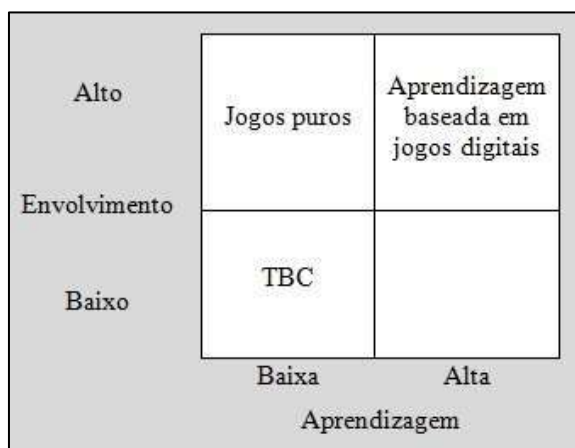 Alto
Jogos puros
Aprendizagem
baseada em
jogos digitais
Envolvimento
Baixo
TBC
Baixa
Alta
Aprendizagem